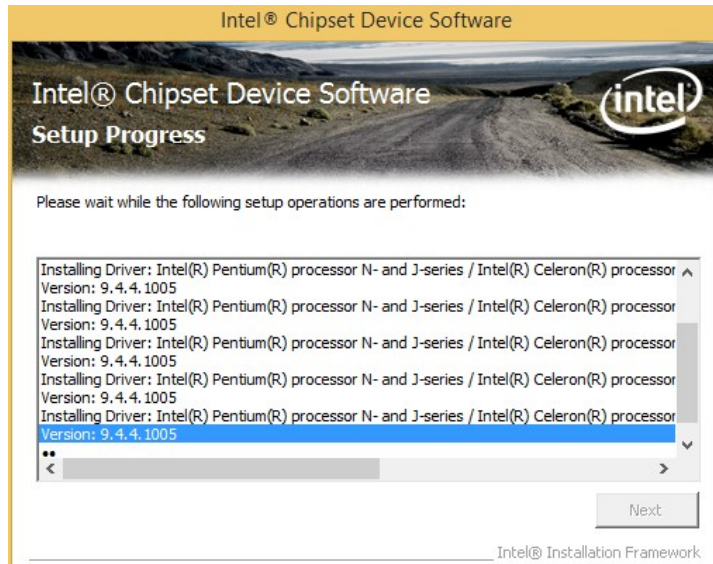 Intel® Chipset Device Software
Intel® Chipset Device Software
intel
Setup Progress
Please wait while the following setup operations are performed:
Installing Driver: Intel(R) Pentium(R) processor N- and J-series / Intel(R) Celeron(R) processor
Version: 9.4.4.1005
Installing Driver: Intel(R) Pentium(R) processor N- and J-series / Intel(R) Celeron(R) processor
Version: 9.4.4.1005
Installing Driver: Intel(R) Pentium(R) processor N- and J-series / Intel(R) Celeron(R) processor
Version: 9.4.4.1005
Installing Driver: Intel(R) Pentium(R) processor N- and J-series / Intel(R) Celeron(R) processor
Version: 9.4.4.1005
Installing Driver: Intel(R) Pentium(R) processor N- and J-series / Intel(R) Celeron(R) processor
Version: 9.4.4.1005
••
Next
Intel® Installation Framework